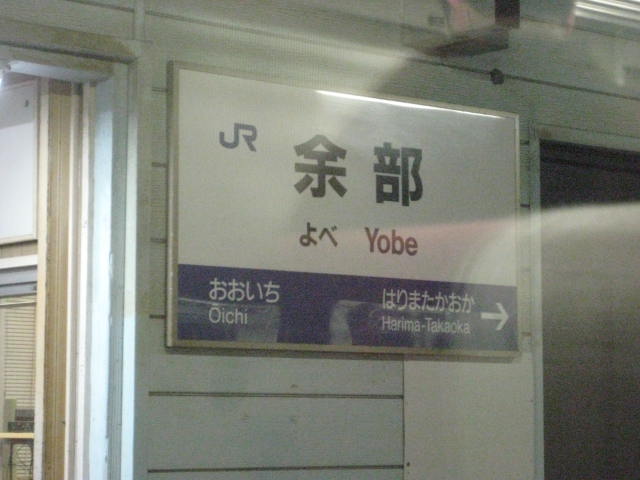 JR
余部
よべ Yobe
おおいち はりまたかおか →
Ōichi Harima-Takaoka